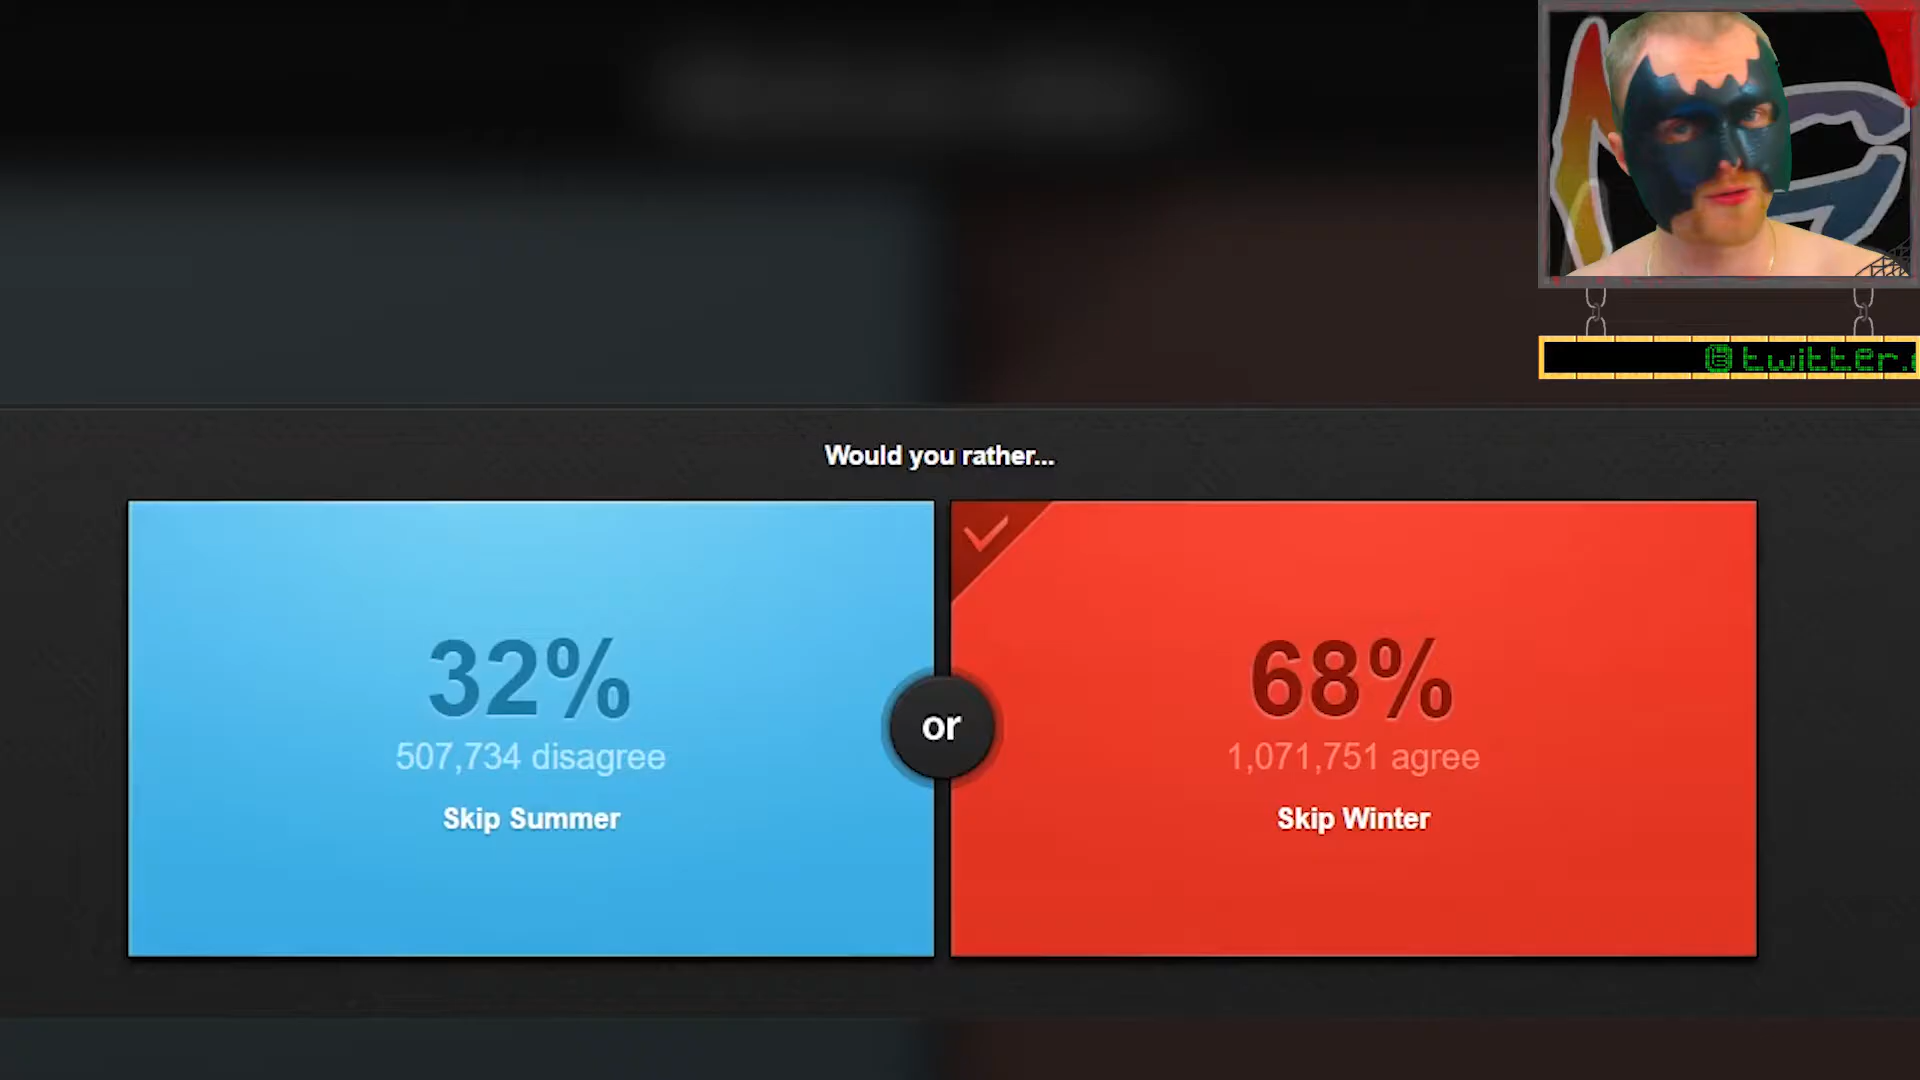 twitter.
Would you rather...
32%
507,734 disagree
Skip Summer
or
68%
1,071,751 agree
Skip Winter